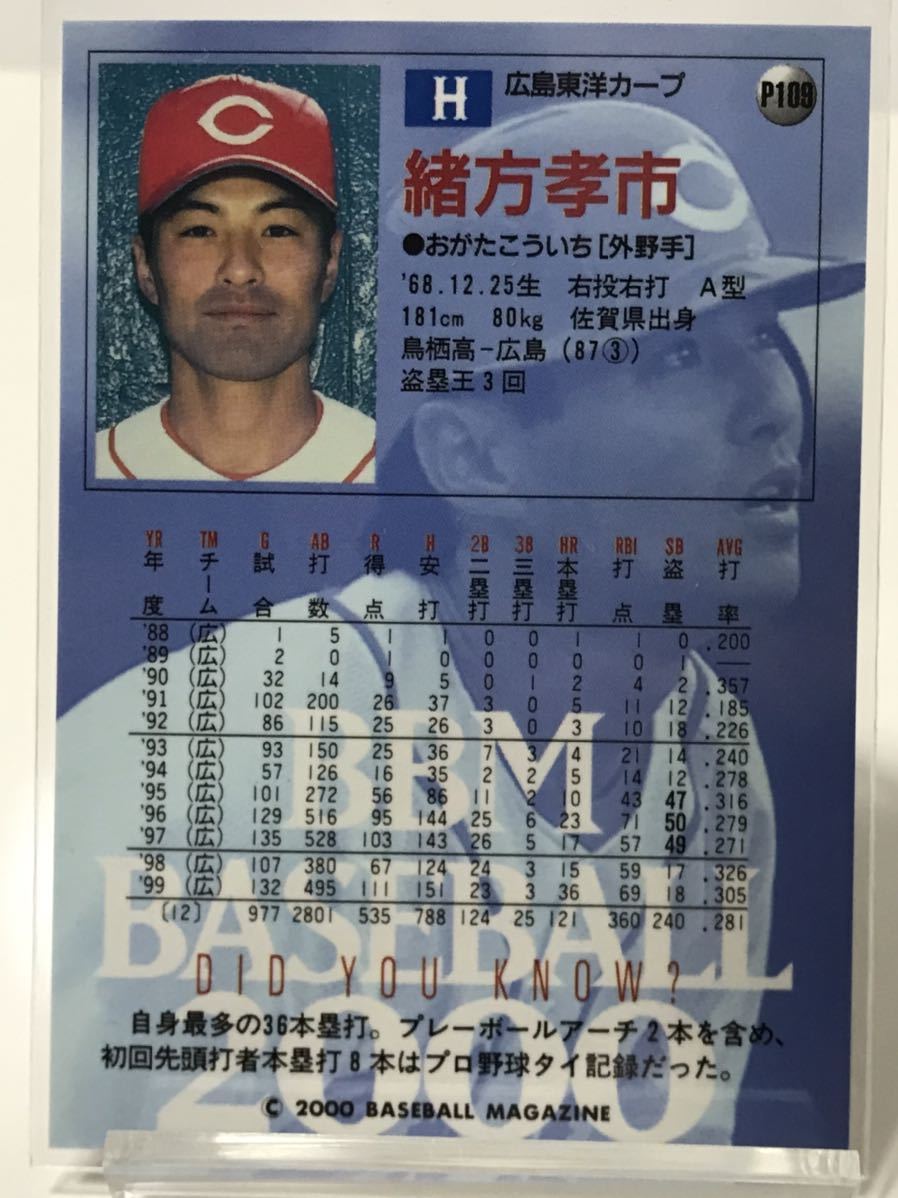 H 広島東洋カープ P109
緒方孝市
●おがたこういち[外野手]
'68.12.25生 右投右打 A型
181cm 80kg 佐賀県出身
鳥栖高−広島(87③)
盗塁王3回
YR TM G AB R H 2B 3B HR RBI SB AVG
年度 チーム 試合 打数 得点 安打 二塁打 三塁打 本塁打 打点 盗塁 打率
'88 (広) 1 5 1 1 0 0 1 1 0 .200
'89 (広) 2 0 1 0 0 0 0 0 1 —
'90 (広) 32 14 9 5 0 1 2 4 2 .357
'91 (広) 102 200 26 37 3 0 5 11 12 .185
'92 (広) 86 115 25 26 3 0 3 10 18 .226
'93 (広) 93 150 25 36 7 3 4 21 14 .240
'94 (広) 57 126 16 35 2 2 5 14 12 .278
'95 (広) 101 272 56 86 11 2 10 43 47 .316
'96 (広) 129 516 95 144 25 6 23 71 50 .279
'97 (広) 135 528 103 143 26 5 17 57 49 .271
'98 (広) 107 380 67 124 24 3 15 59 17 .326
'99 (広) 132 495 111 151 23 3 36 69 18 .305
[12] 977 2801 535 788 124 25 121 360 240 .281
BBM
BASEBALL
2000
DID YOU KNOW?
自身最多の36本塁打。プレーボールアーチ2本を含め、
初回先頭打者本塁打8本はプロ野球タイ記録だった。
© 2000 BASEBALL MAGAZINE